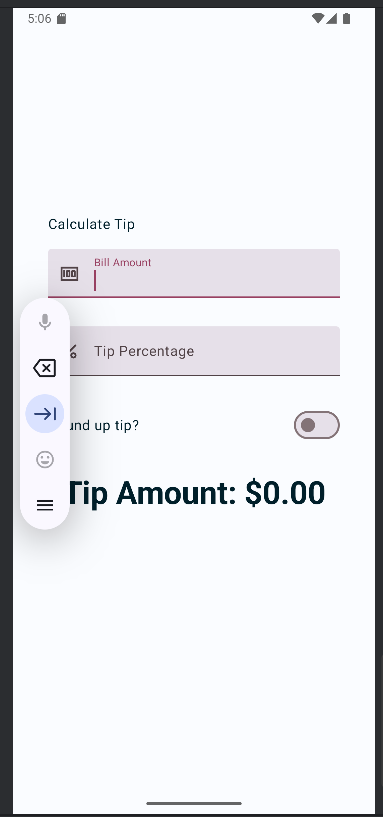 5:06
Calculate Tip
Bill Amount
Tip Percentage
und up tip?
Tip Amount: $0.00